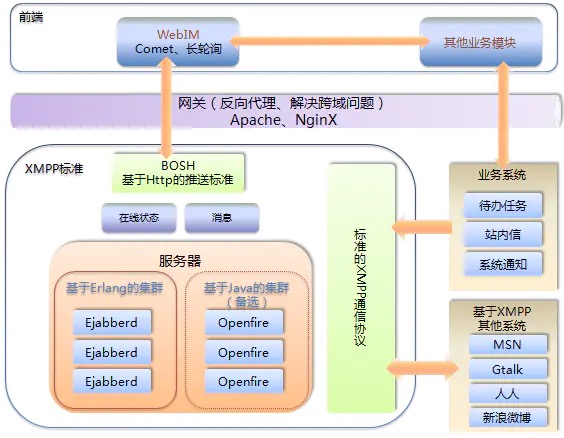 前端
WebIM
Comet、长轮询
其他业务模块
网关（反向代理、解决跨域问题）
Apache、NginX
XMPP标准
BOSH
基于Http的推送标准
在线状态
消息
服务器
基于Erlang的集群
Ejabberd
Ejabberd
Ejabberd
基于Java的集群
（备选）
Openfire
Openfire
Openfire
标准的XMPP通信协议
业务系统
待办任务
站内信
系统通知
基于XMPP
其他系统
MSN
Gtalk
人人
新浪微博